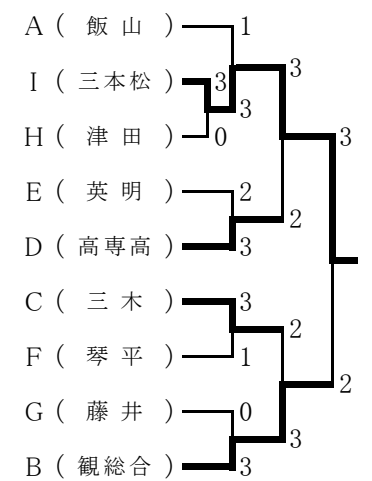 A ( 飯 山 ) 1
3
I ( 三本松 ) 3
3
H ( 津 田 ) 0
3
E ( 英 明 ) 2
2
D ( 高専高 ) 3
C ( 三 木 ) 3
2
F ( 琴 平 ) 1
2
G ( 藤 井 ) 0
3
B ( 観総合 ) 3